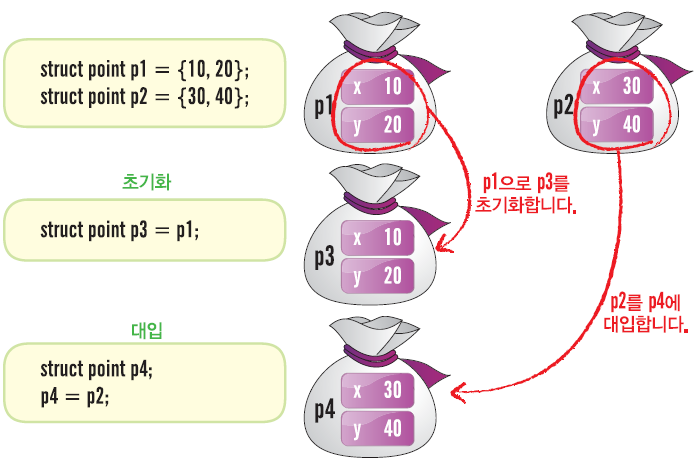 struct point p1 = {10, 20};
struct point p2 = {30, 40};
p1
x 10
y 20
p2
x 30
y 40
초기화
struct point p3 = p1;
p3
x 10
y 20
p1으로 p3를
초기화합니다.
대입
struct point p4;
p4 = p2;
p4
x 30
y 40
p2를 p4에
대입합니다.